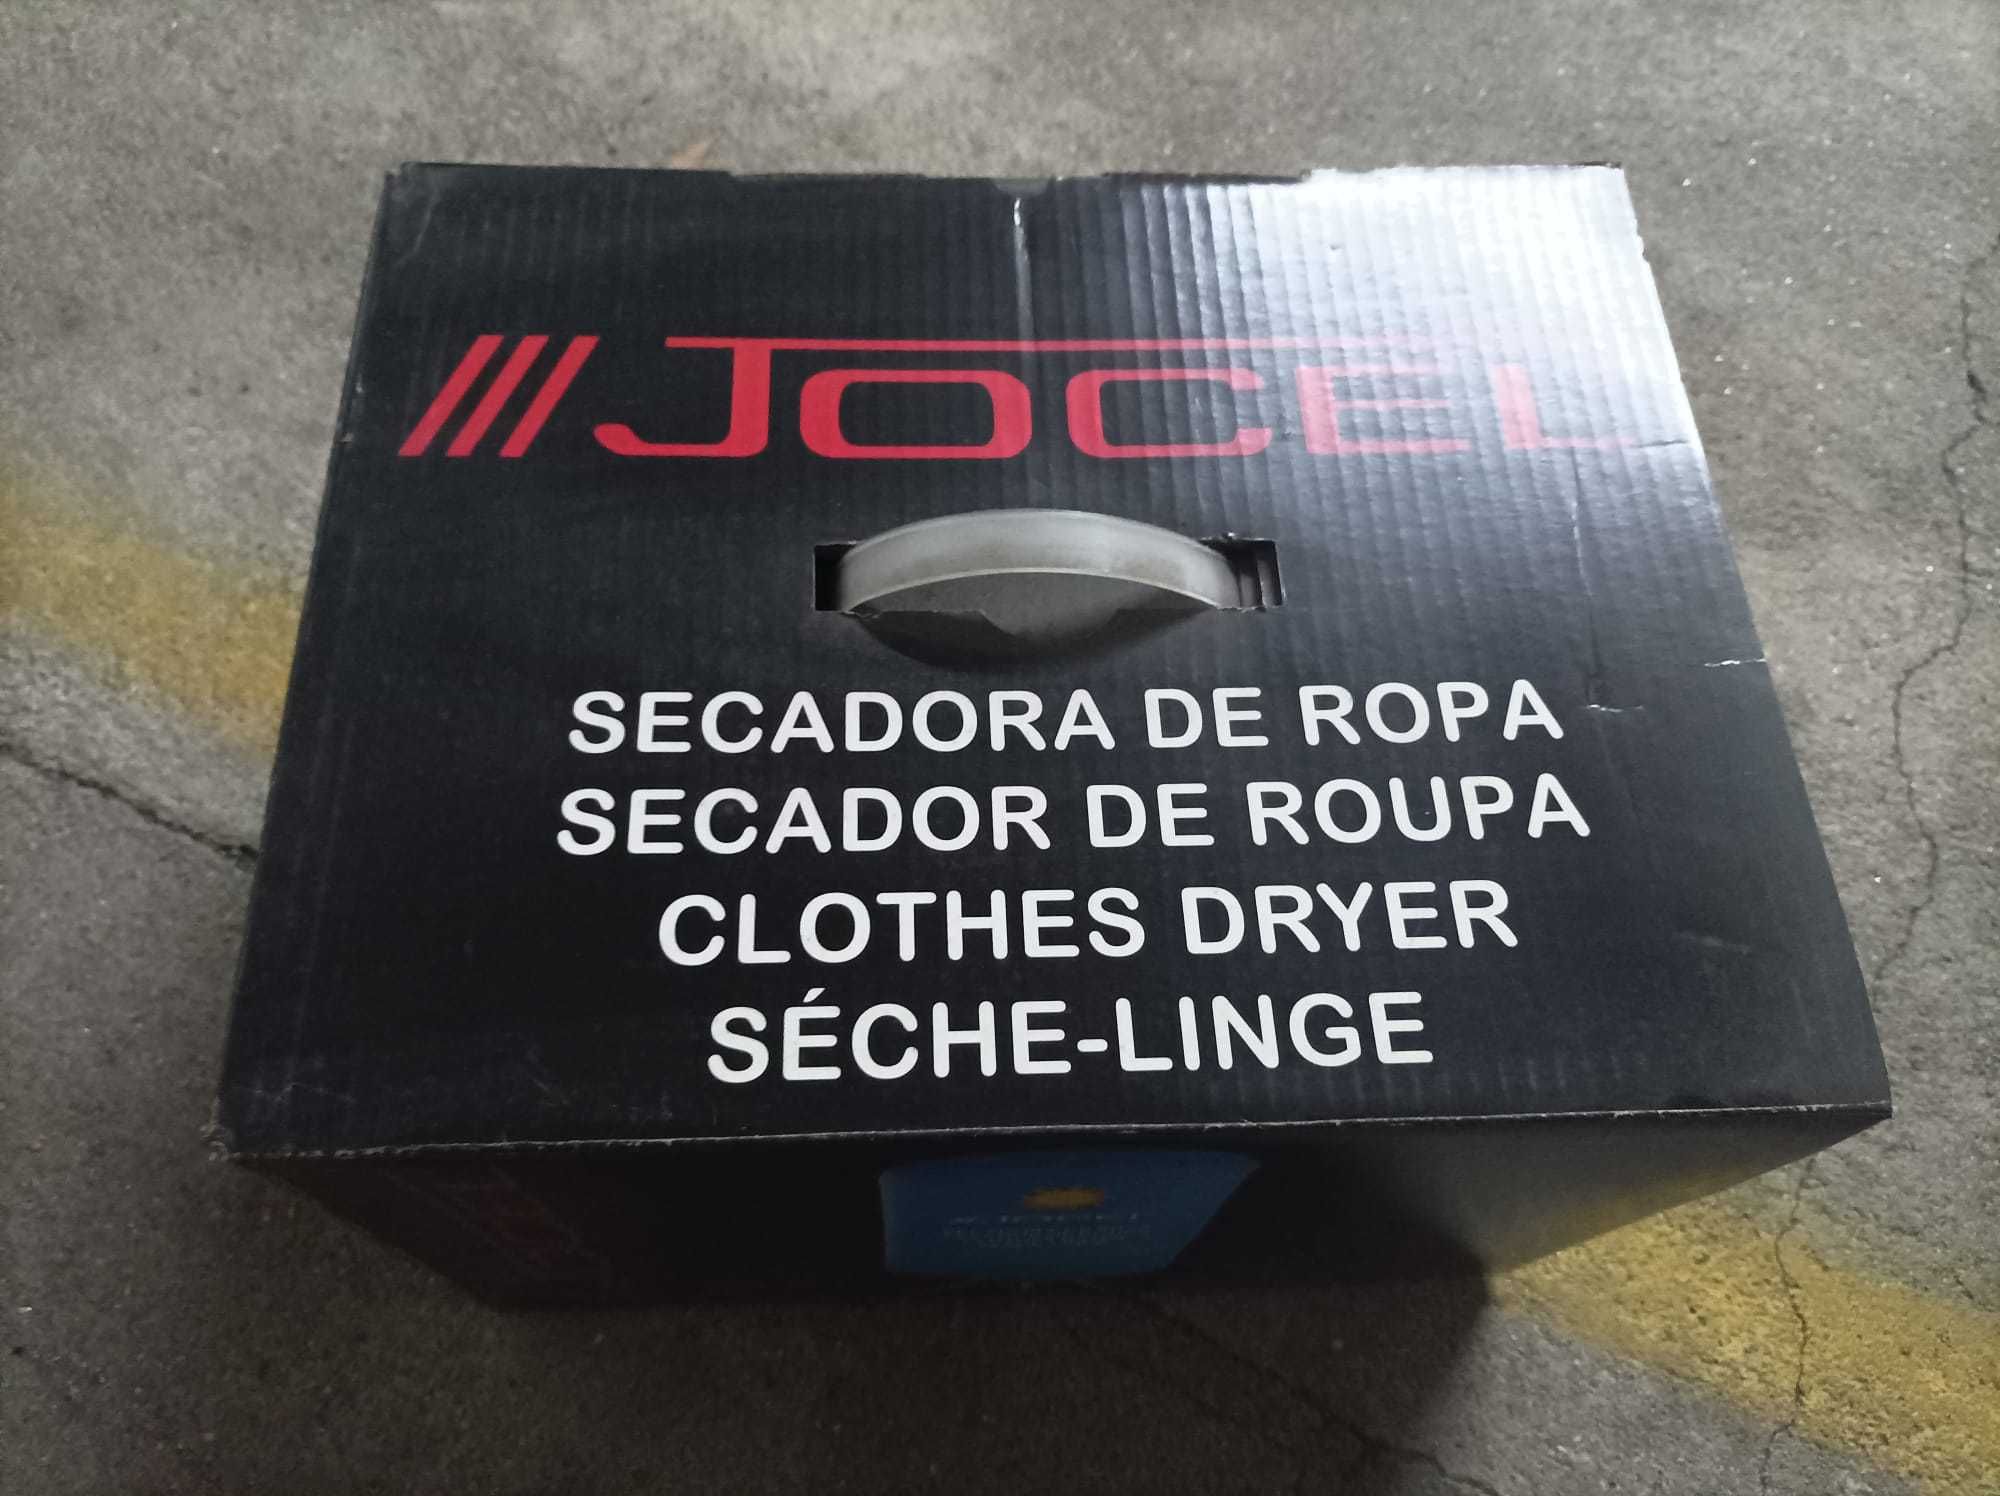 JOCEL
SECADORA DE ROPA
SECADOR DE ROUPA
CLOTHES DRYER
SÉCHE-LINGE